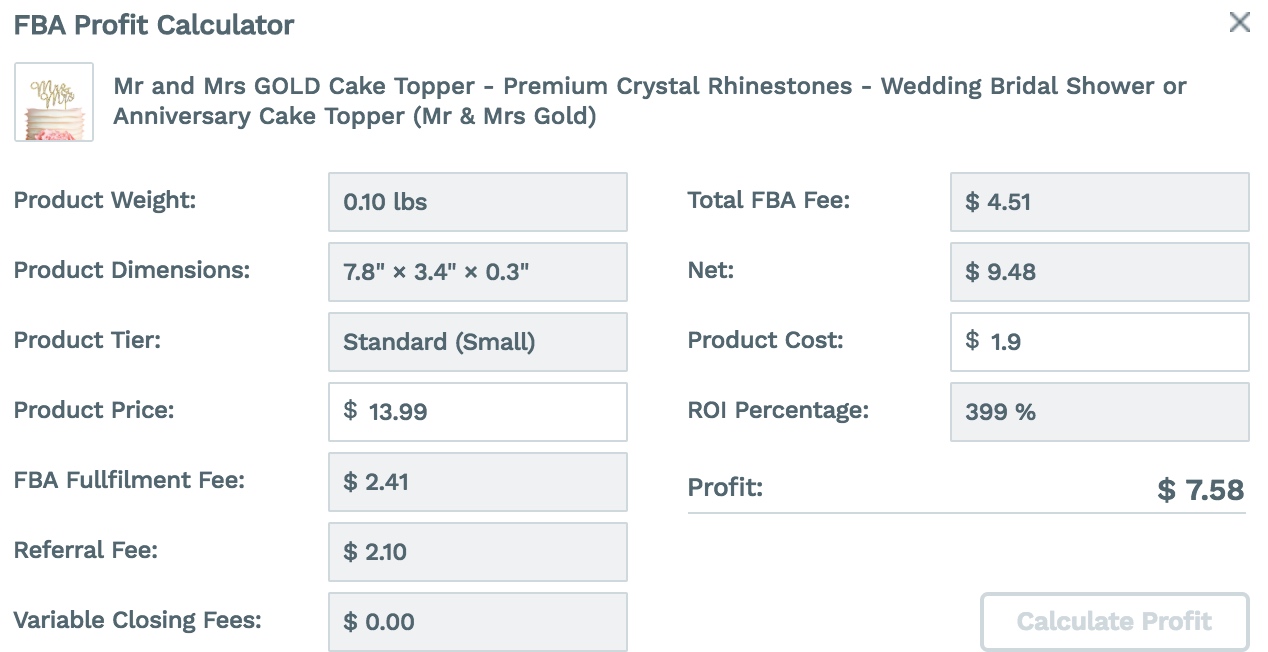 FBA Profit Calculator
Mr and Mrs GOLD Cake Topper - Premium Crystal Rhinestones - Wedding Bridal Shower or
Anniversary Cake Topper (Mr & Mrs Gold)
Product Weight: 0.10 lbs
Product Dimensions: 7.8" × 3.4" × 0.3"
Product Tier: Standard (Small)
Product Price: $ 13.99
FBA Fullfilment Fee: $ 2.41
Referral Fee: $ 2.10
Variable Closing Fees: $ 0.00
Total FBA Fee: $ 4.51
Net: $ 9.48
Product Cost: $ 1.9
ROI Percentage: 399 %
Profit: $ 7.58
Calculate Profit